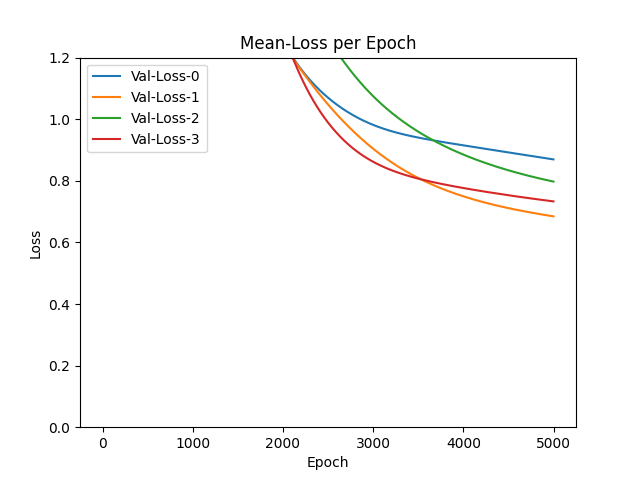 Mean-Loss per Epoch
1.2
1.0
0.8
0.6
0.4
0.2
0.0
Loss
Val-Loss-0
Val-Loss-1
Val-Loss-2
Val-Loss-3
0 1000 2000 3000 4000 5000
Epoch